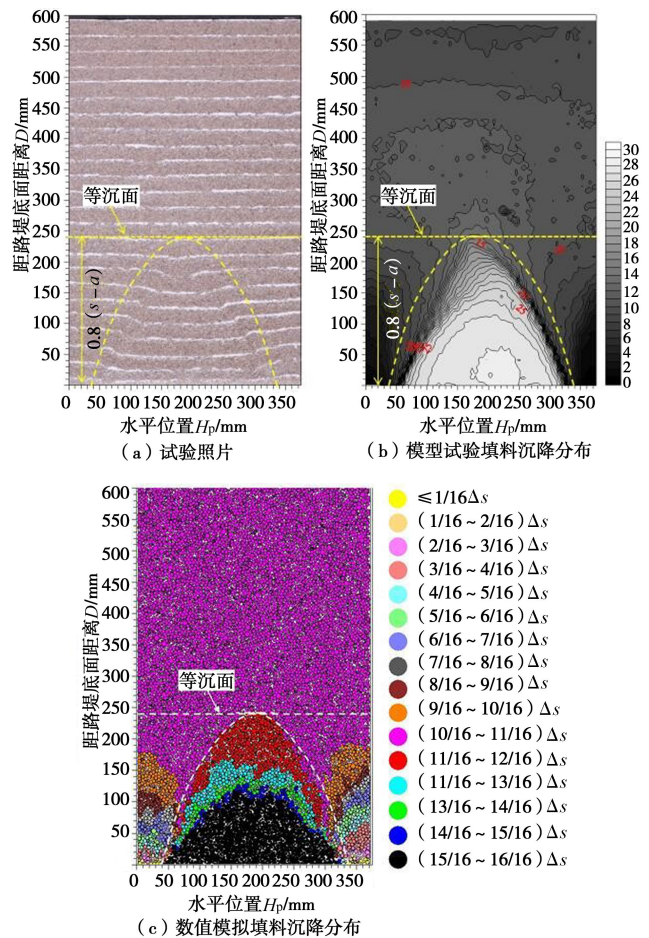 600
550
500
450
400
350
300
250
200
150
100
50
距路堤底面距离D/mm
等沉面
0.8（s－a）
0 50 100 150 200 250 300 350
水平位置Hp/mm
（a）试验照片
600
500
450
400
350
300
250
200
150
100
50
距路堤底面距离D/mm
等沉面
0.8（s－a）
0 50 100 150 200 250 300 350
水平位置Hp/mm
（b）模型试验填料沉降分布
30
28
26
24
22
20
18
16
14
12
10
8
6
4
2
0
600
550
500
450
400
350
300
250
200
150
100
50
距路堤底面距离D/mm
等沉面
0 50 100 150 200 250 300 350
水平位置Hp/mm
（c）数值模拟填料沉降分布
≤1/16Δs
（1/16~2/16）Δs
（2/16~3/16）Δs
（3/16~4/16）Δs
（4/16~5/16）Δs
（5/16~6/16）Δs
（6/16~7/16）Δs
（7/16~8/16）Δs
（8/16~9/16）Δs
（9/16~10/16）Δs
（10/16~11/16）Δs
（11/16~12/16）Δs
（11/16~13/16）Δs
（13/16~14/16）Δs
（14/16~15/16）Δs
（15/16~16/16）Δs